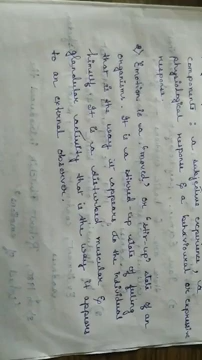 components: a subjective experience, a
physiological response & a behavioural or expressive
response
*) Emotion is a "moved" or "stir-up" state of an
organism. It is a stirred-up state of feeling
that is the way it appears to the individual
himself. It is a disturbed muscular &
glandular activity that is the way it appears
to an external observer.